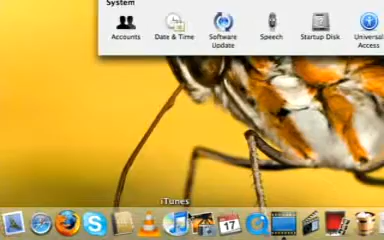 System
Accounts
Date & Time
Software
Update
Speech
Startup Disk
Universal
Access
iTunes
17